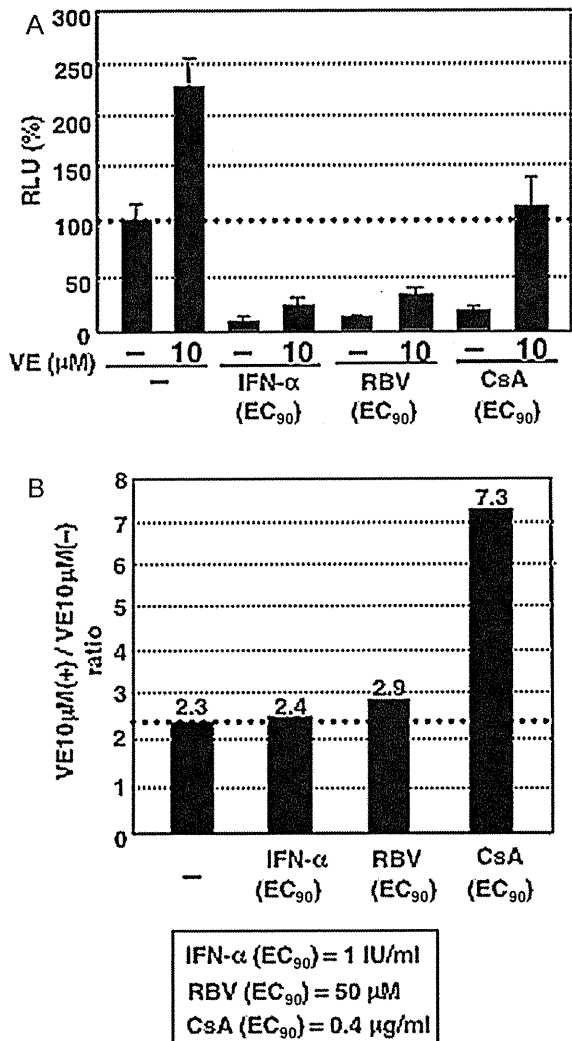 A
300
250
200
150
100
50
0
RLU (%)
VE (μM) – 10 – 10 – 10 – 10
– IFN-α RBV CsA
(EC90) (EC90) (EC90)
B
8
7
6
5
4
3
2
1
0
VE10μM(+) / VE10μM(-)
ratio
2.3 2.4 2.9 7.3
– IFN-α RBV CsA
(EC90) (EC90) (EC90)
IFN-α (EC90) = 1 IU/ml
RBV (EC90) = 50 μM
CsA (EC90) = 0.4 μg/ml